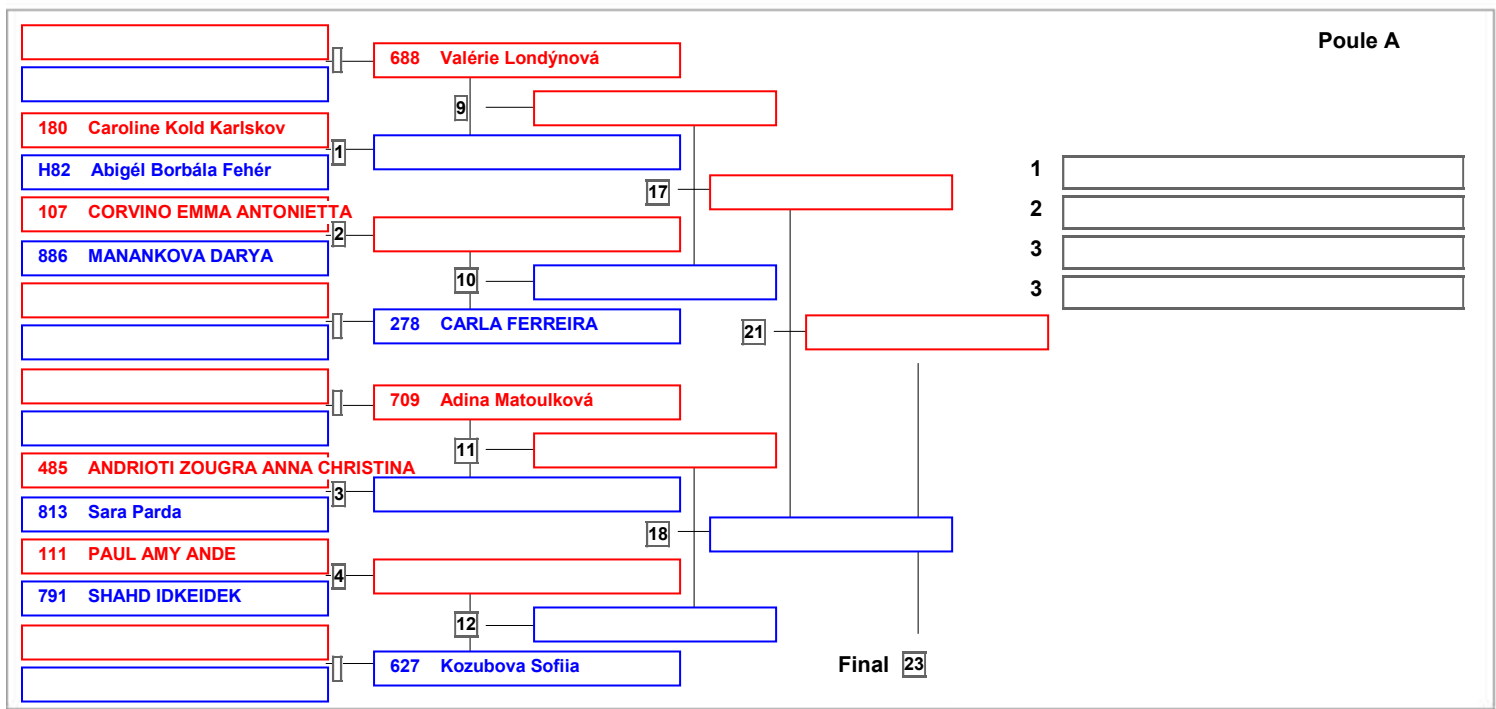 Poule A
688 Valérie Londýnová
9
180 Caroline Kold Karlskov
1
H82 Abigél Borbála Fehér
17
107 CORVINO EMMA ANTONIETTA
2
886 MANANKOVA DARYA
10
278 CARLA FERREIRA
21
709 Adina Matoulková
11
485 ANDRIOTI ZOUGRA ANNA CHRISTINA
3
813 Sara Parda
18
111 PAUL AMY ANDE
4
791 SHAHD IDKEIDEK
12
627 Kozubova Sofiia
Final 23
1
2
3
3